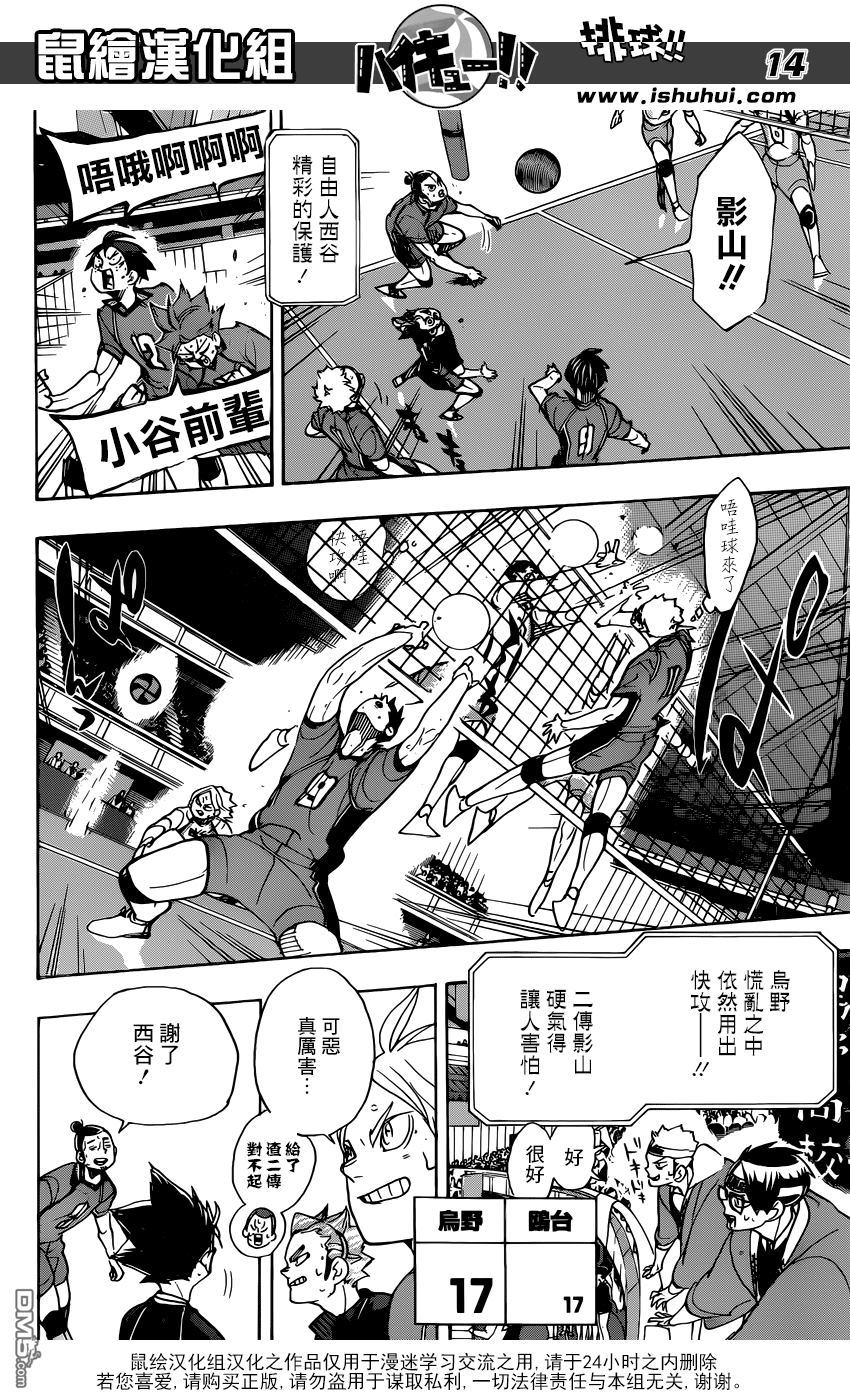 鼠繪漢化組
ハイキュー!!
排球!!
14
www.ishuhui.com
影山!!
自由人西谷
精彩的保護!
唔哦啊啊啊
小谷前輩
唔哇球來了
唔哇
快攻啊
烏野
慌亂之中
依然用出
快攻——!!
二傳影山
硬氣得
讓人害怕!
高校
好
很好
烏野
鷗台
17
17
可惡
真厲害…
給了
渣二傳
對不起
謝了
西谷!
DM5.com
鼠绘汉化组汉化之作品仅用于漫迷学习交流之用, 请于24小时之内删除
若您喜爱, 请购买正版, 请勿用于谋取私利, 一切法律责任与本组无关, 谢谢。